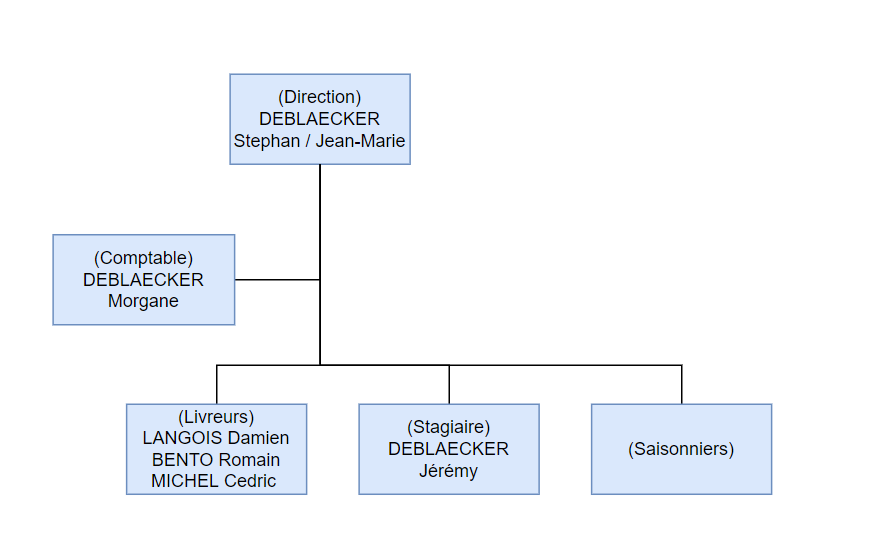 (Direction)
DEBLAECKER
Stephan / Jean-Marie
(Comptable)
DEBLAECKER
Morgane
(Livreurs)
LANGOIS Damien
BENTO Romain
MICHEL Cedric
(Stagiaire)
DEBLAECKER
Jérémy
(Saisonniers)